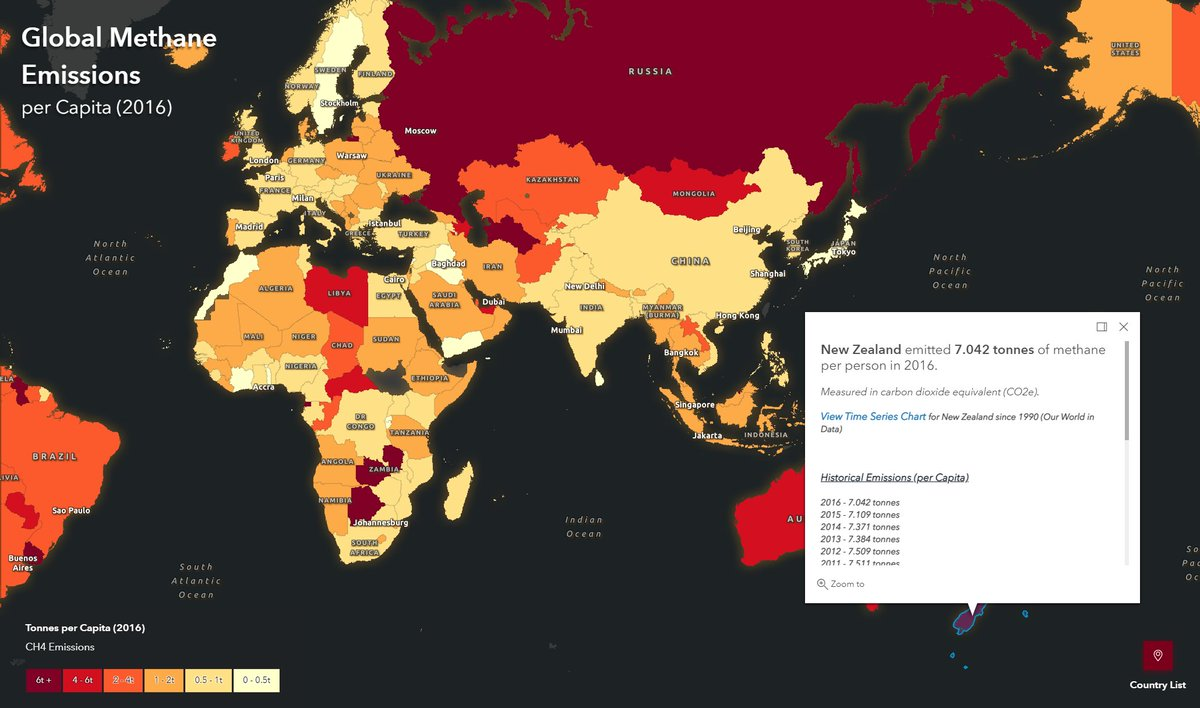 Global Methane
Emissions
per Capita (2016)
RUSSIA
UNITED
STATES
SWEDEN
FINLAND
NORWAY
Stockholm
Moscow
UNITED
KINGDOM
London
GERMANY
Warsaw
Paris
UKRAINE
FRANCE
Milan
ITALY
Madrid
GREECE
Istanbul
TURKEY
KAZAKHSTAN
MONGOLIA
Beijing
SOUTH
KOREA
JAPAN
Tokyo
CHINA
Shanghai
North
Atlantic
Ocean
North
Pacific
Ocean
North
Pacific
Ocean
Baghdad
IRAN
Cairo
ALGERIA
LIBYA
EGYPT
SAUDI
ARABIA
Dubai
New Delhi
INDIA
MYANMAR
(BURMA)
Hong Kong
Mumbai
Bangkok
MALI
NIGER
CHAD
SUDAN
NIGERIA
ETHIOPIA
Accra
DR
CONGO
TANZANIA
Singapore
Jakarta
INDONESIA
ELA
BRAZIL
LIVIA
Sao Paulo
Buenos
Aires
ANGOLA
ZAMBIA
NAMIBIA
Johannesburg
SOUTH
AFRICA
Indian
Ocean
South
Atlantic
Ocean
AU
So
Pac
Oc
New Zealand emitted 7.042 tonnes of methane
per person in 2016.
Measured in carbon dioxide equivalent (CO2e).
View Time Series Chart for New Zealand since 1990 (Our World in
Data)
Historical Emissions (per Capita)
2016 - 7.042 tonnes
2015 - 7.109 tonnes
2014 - 7.371 tonnes
2013 - 7.384 tonnes
2012 - 7.509 tonnes
2011 - 7.511 tonnes
Zoom to
Tonnes per Capita (2016)
CH4 Emissions
6t +
4 - 6t
2 - 4t
1 - 2t
0.5 - 1t
0 - 0.5t
Country List